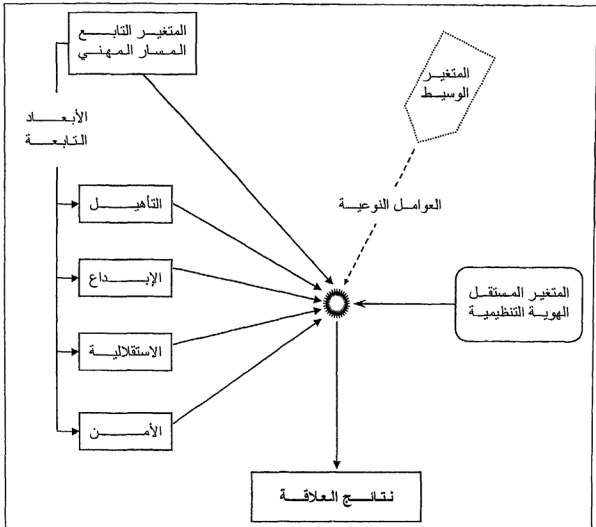 المتغير التابع
المسار المهني
المتغير
الوسيط
الأبعاد
التابعة
التأهيل
العوامل النوعية
الإبداع
المتغير المستقل
الهوية التنظيمية
الاستقلالية
الأمن
نتائج العلاقة